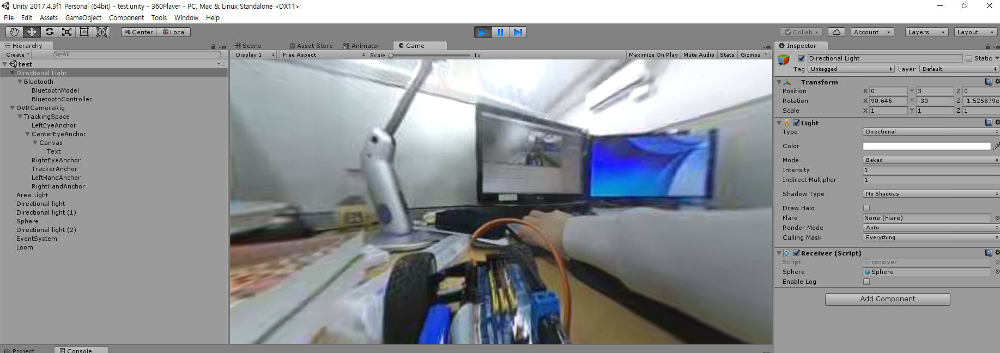 Unity 2017.4.3f1 Personal (64bit) - test.unity - 360Player - PC, Mac & Linux Standalone <DX11>
File Edit Assets GameObject Component Tools Window Help
Center Local Collab Account Layers Layout
Hierarchy
Create All
test
Directional Light
Bluetooth
BluetoothModel
BluetoothController
OVRCameraRig
TrackingSpace
LeftEyeAnchor
CenterEyeAnchor
Canvas
Text
RightEyeAnchor
TrackerAnchor
LeftHandAnchor
RightHandAnchor
Area Light
Directional light
Directional light (1)
Sphere
Directional light (2)
EventSystem
Loom
Project Console
Scene Asset Store Animator Game
Display 1 Free Aspect Scale 1x Maximize On Play Mute Audio Stats Gizmos
Inspector
Directional Light Static
Tag Untagged Layer Default
Transform
Position X 0 Y 3 Z 0
Rotation X 90.646 Y -30 Z -1.525879e
Scale X 1 Y 1 Z 1
Light
Type Directional
Color
Mode Baked
Intensity 1
Indirect Multiplier 1
Shadow Type No Shadows
Draw Halo
Flare None (Flare)
Render Mode Auto
Culling Mask Everything
Receiver (Script)
Script receiver
Sphere Sphere
Enable Log
Add Component